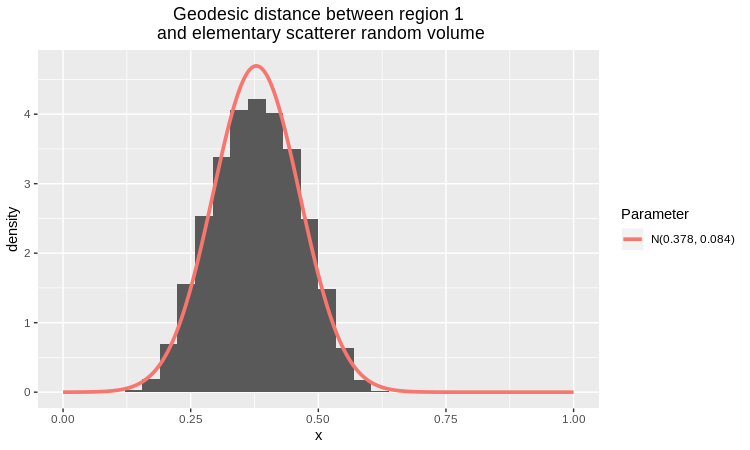 Geodesic distance between region 1
and elementary scatterer random volume
density
4
3
2
1
0
0.00
0.25
0.50
0.75
1.00
x
Parameter
N(0.378, 0.084)